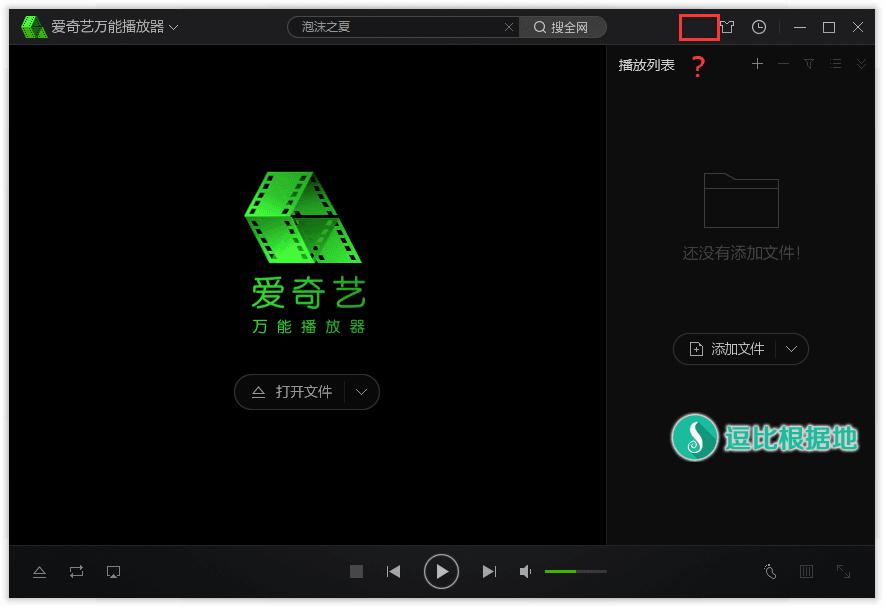 爱奇艺万能播放器
泡沫之夏
搜全网
播放列表
?
爱奇艺
万能播放器
还没有添加文件!
添加文件
打开文件
逗比根据地